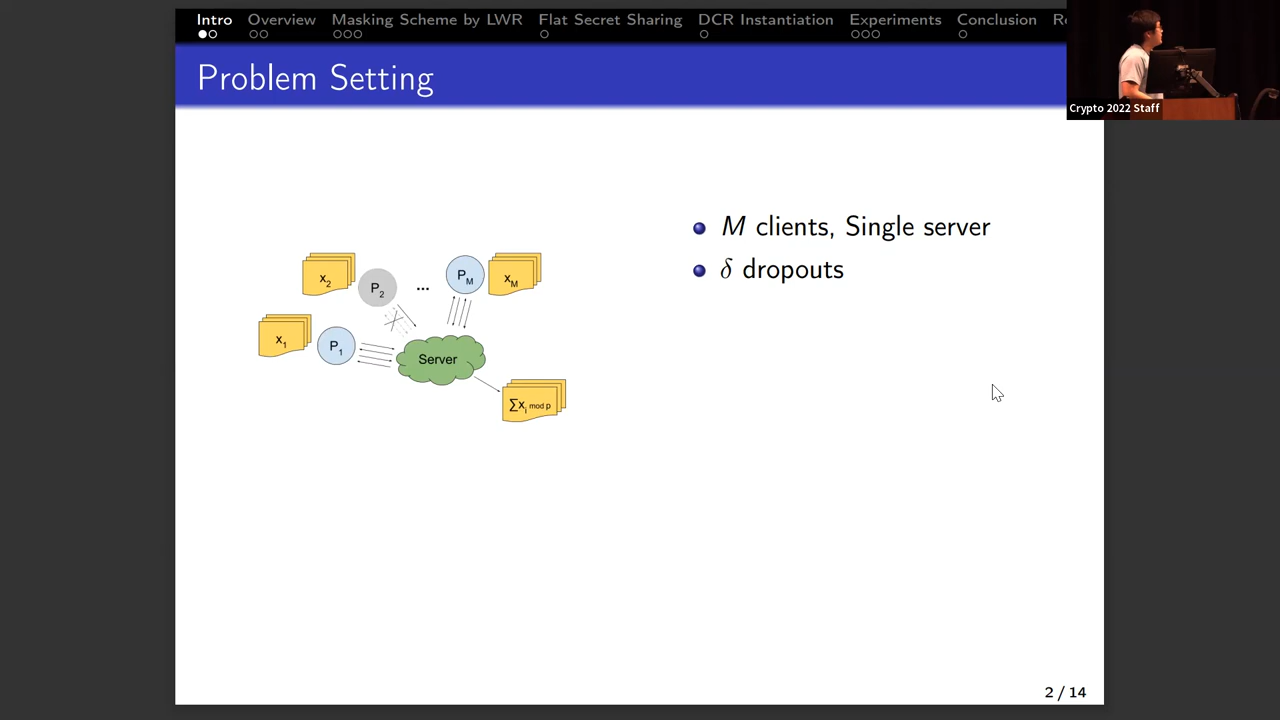 Intro Overview Masking Scheme by LWR Flat Secret Sharing DCR Instantiation Experiments Conclusion
Problem Setting
Crypto 2022 Staff
M clients, Single server
δ dropouts
x2 P2 ... PM xM
x1 P1 Server
∑xi mod p
2 / 14